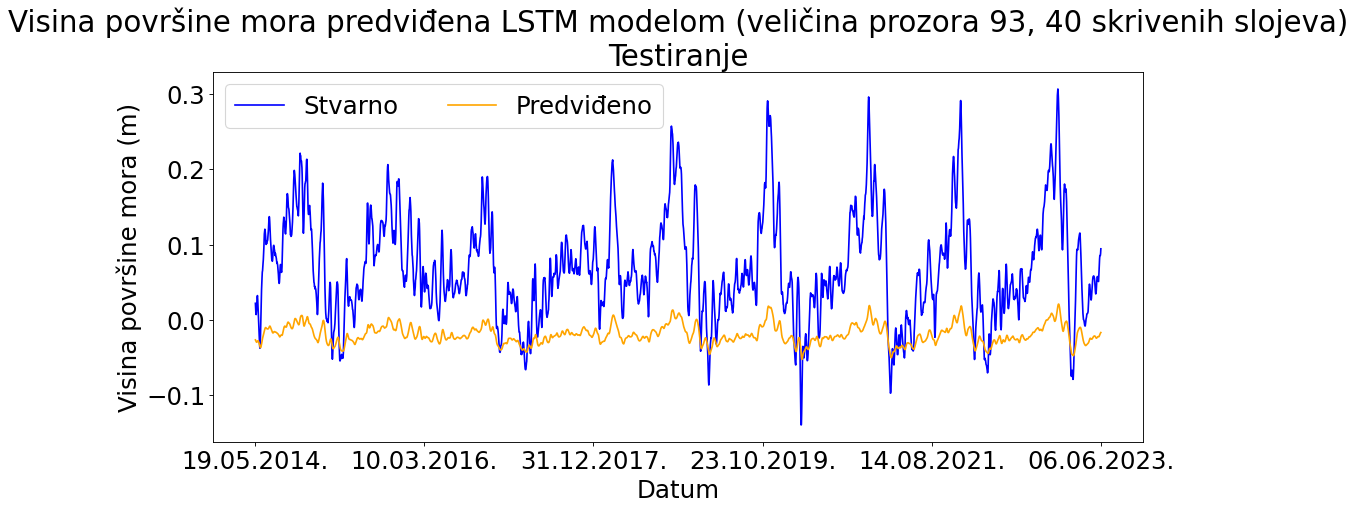 Visina površine mora predviđena LSTM modelom (veličina prozora 93, 40 skrivenih slojeva)
Testiranje
Stvarno
Predviđeno
Visina površine mora (m)
0.3
0.2
0.1
0.0
−0.1
19.05.2014.
10.03.2016.
31.12.2017.
23.10.2019.
14.08.2021.
06.06.2023.
Datum